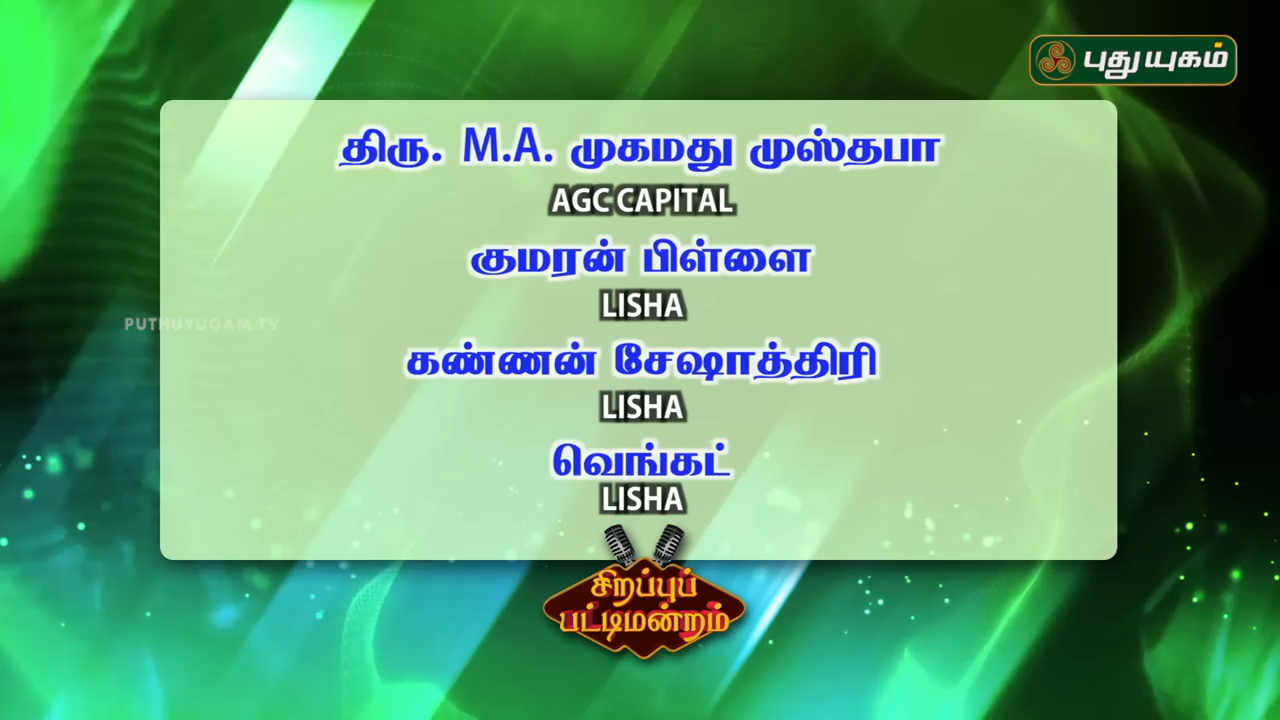 புதுயுகம்
திரு. M.A. முகமது முஸ்தபா
AGC CAPITAL
குமரன் பிள்ளை
LISHA
PUTHUYUGAM TV
கண்ணன் சேஷாத்திரி
LISHA
வெங்கட்
LISHA
சிறப்புப்
பட்டிமன்றம்